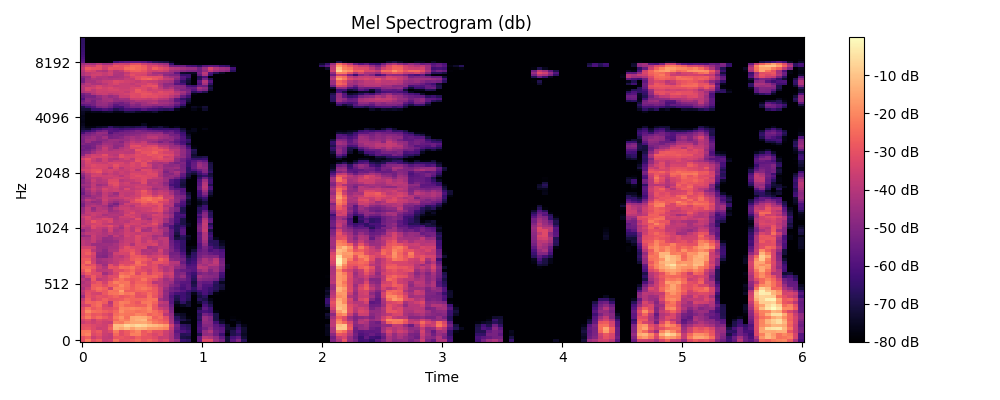 Mel Spectrogram (db)
8192
4096
2048
1024
512
0
Hz
0 1 2 3 4 5 6
Time
-10 dB
-20 dB
-30 dB
-40 dB
-50 dB
-60 dB
-70 dB
-80 dB